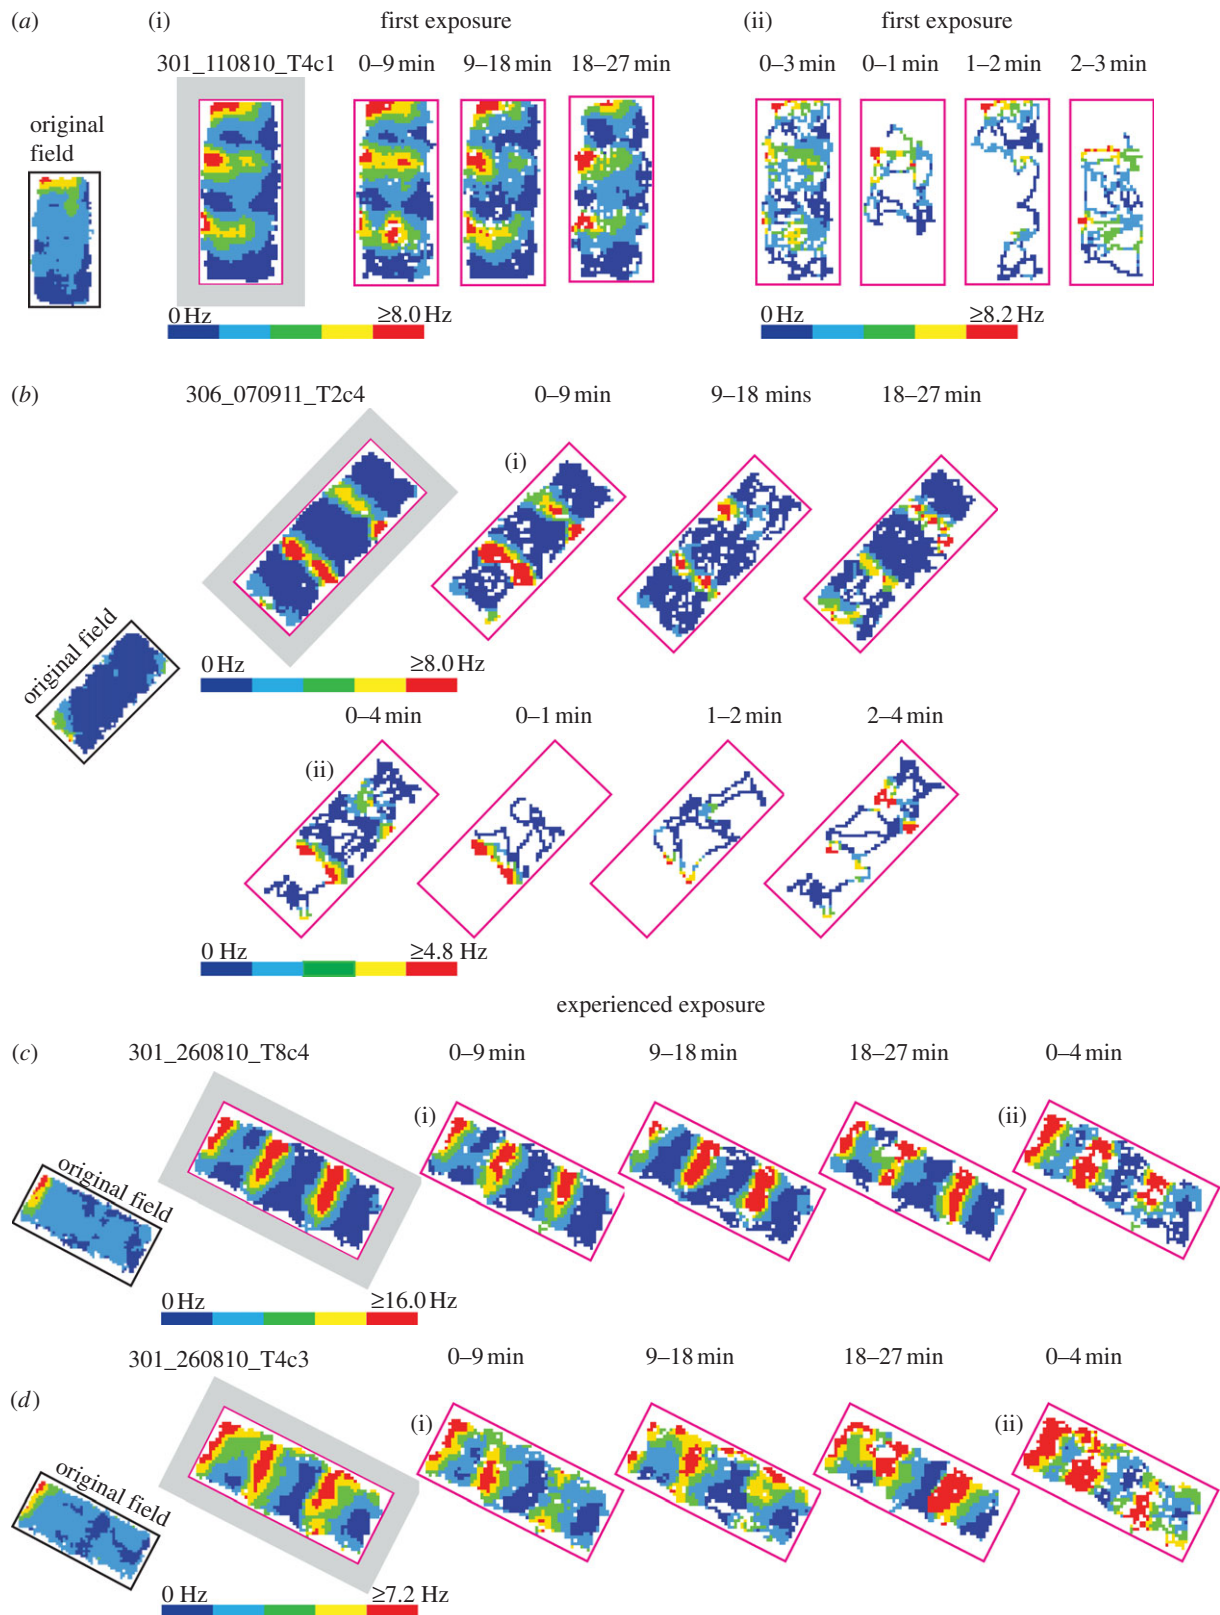 (a) (i) first exposure (ii) first exposure
301_110810_T4c1 0–9 min 9–18 min 18–27 min 0–3 min 0–1 min 1–2 min 2–3 min
original
field
0 Hz ≥8.0 Hz 0 Hz ≥8.2 Hz
(b) 306_070911_T2c4 0–9 min 9–18 mins 18–27 min
(i)
original field
0 Hz ≥8.0 Hz
0–4 min 0–1 min 1–2 min 2–4 min
(ii)
0 Hz ≥4.8 Hz
experienced exposure
(c) 301_260810_T8c4 0–9 min 9–18 min 18–27 min 0–4 min
(i) (ii)
original field
0 Hz ≥16.0 Hz
301_260810_T4c3 0–9 min 9–18 min 18–27 min 0–4 min
(d) (i) (ii)
original field
0 Hz ≥7.2 Hz